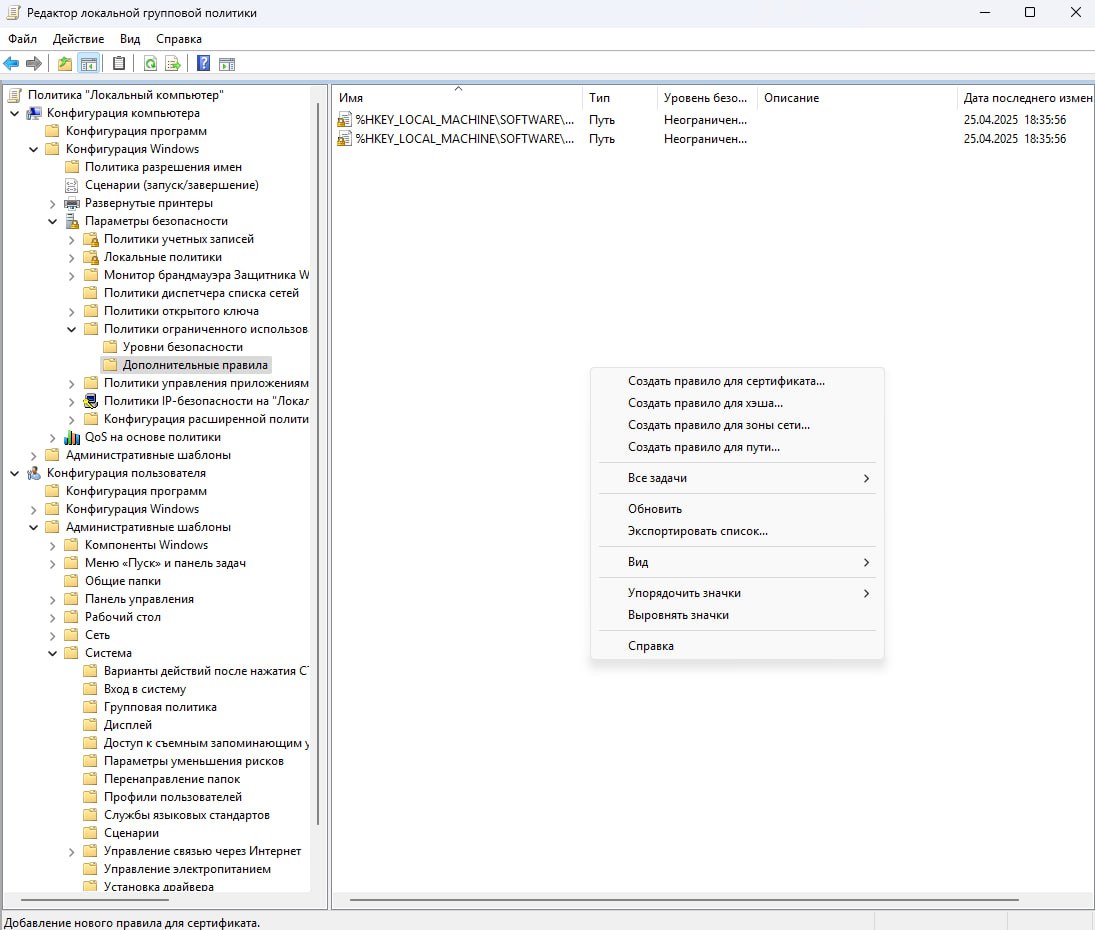 Редактор локальной групповой политики
Файл Действие Вид Справка
Политика "Локальный компьютер"
Конфигурация компьютера
Конфигурация программ
Конфигурация Windows
Политика разрешения имен
Сценарии (запуск/завершение)
Развернутые принтеры
Параметры безопасности
Политики учетных записей
Локальные политики
Монитор брандмауэра Защитника W
Политики диспетчера списка сетей
Политики открытого ключа
Политики ограниченного использов
Уровни безопасности
Дополнительные правила
Политики управления приложениям
Политики IP-безопасности на "Локал
Конфигурация расширенной полити
QoS на основе политики
Административные шаблоны
Конфигурация пользователя
Конфигурация программ
Конфигурация Windows
Административные шаблоны
Компоненты Windows
Меню «Пуск» и панель задач
Общие папки
Панель управления
Рабочий стол
Сеть
Система
Варианты действий после нажатия CT
Вход в систему
Групповая политика
Дисплей
Доступ к съемным запоминающим у
Параметры уменьшения рисков
Перенаправление папок
Профили пользователей
Службы языковых стандартов
Сценарии
Управление связью через Интернет
Управление электропитанием
Установка драйвера
Имя Тип Уровень безо... Описание Дата последнего измен
%HKEY_LOCAL_MACHINE\SOFTWARE\... Путь Неограничен... 25.04.2025 18:35:56
%HKEY_LOCAL_MACHINE\SOFTWARE\... Путь Неограничен... 25.04.2025 18:35:56
Создать правило для сертификата...
Создать правило для хэша...
Создать правило для зоны сети...
Создать правило для пути...
Все задачи
Обновить
Экспортировать список...
Вид
Упорядочить значки
Выровнять значки
Справка
Добавление нового правила для сертификата.